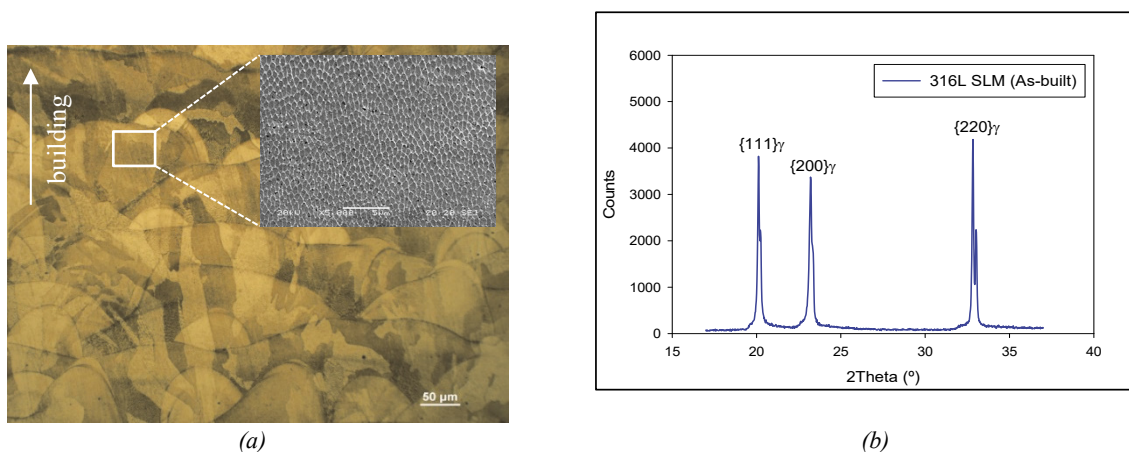 building
20kV X5,000 5µm 20 20 SEI
50 µm
(a)
6000
5000
4000
3000
2000
1000
0
Counts
316L SLM (As-built)
{111}γ
{200}γ
{220}γ
15 20 25 30 35 40
2Theta (º)
(b)